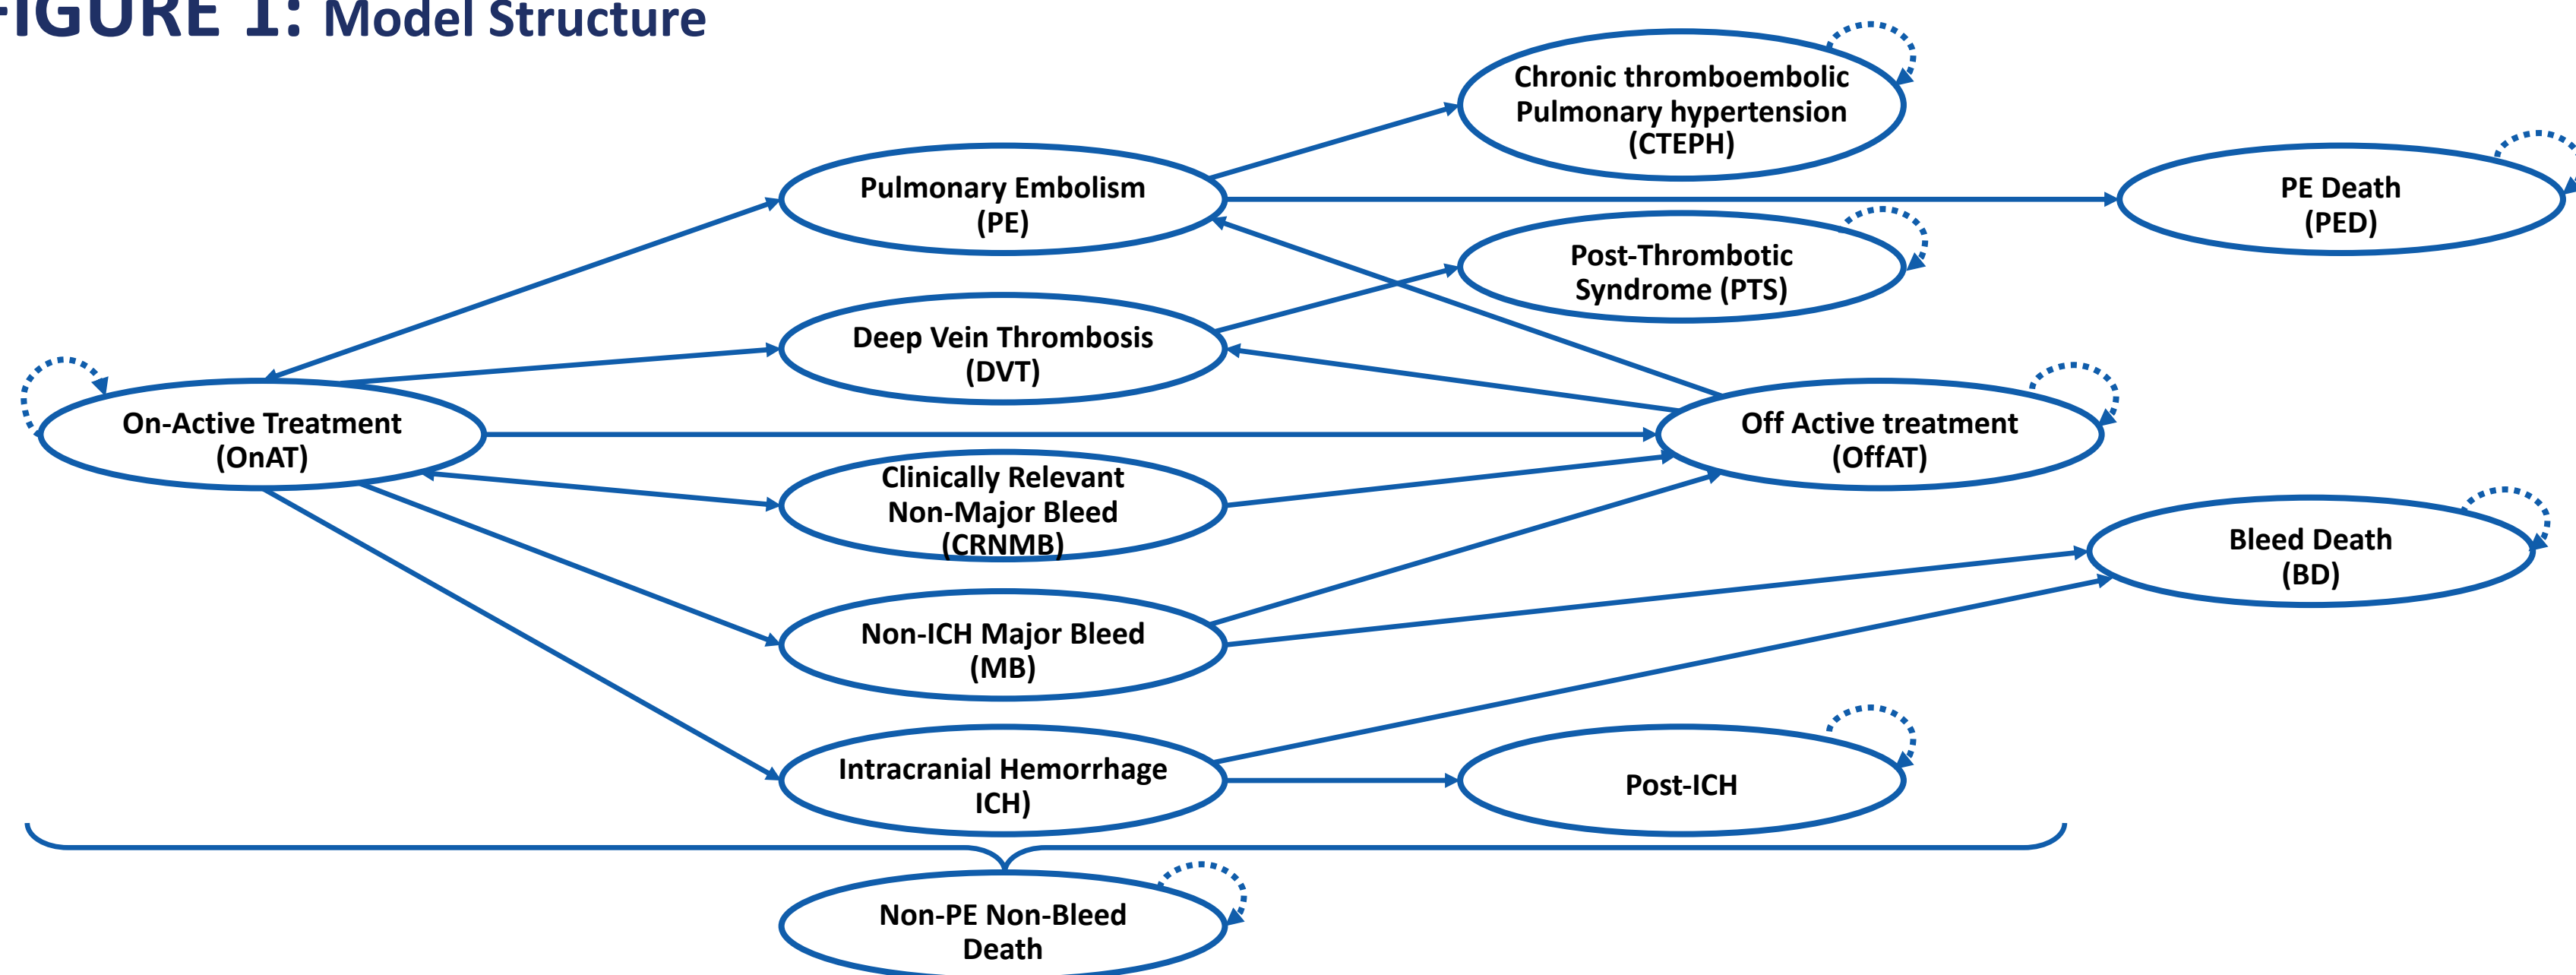 FIGURE 1: Model Structure
Chronic thromboembolic
Pulmonary hypertension
(CTEPH)
Pulmonary Embolism
(PE)
PE Death
(PED)
Post-Thrombotic
Syndrome (PTS)
Deep Vein Thrombosis
(DVT)
On-Active Treatment
(OnAT)
Off Active treatment
(OffAT)
Clinically Relevant
Non-Major Bleed
(CRNMB)
Bleed Death
(BD)
Non-ICH Major Bleed
(MB)
Intracranial Hemorrhage
ICH)
Post-ICH
Non-PE Non-Bleed
Death